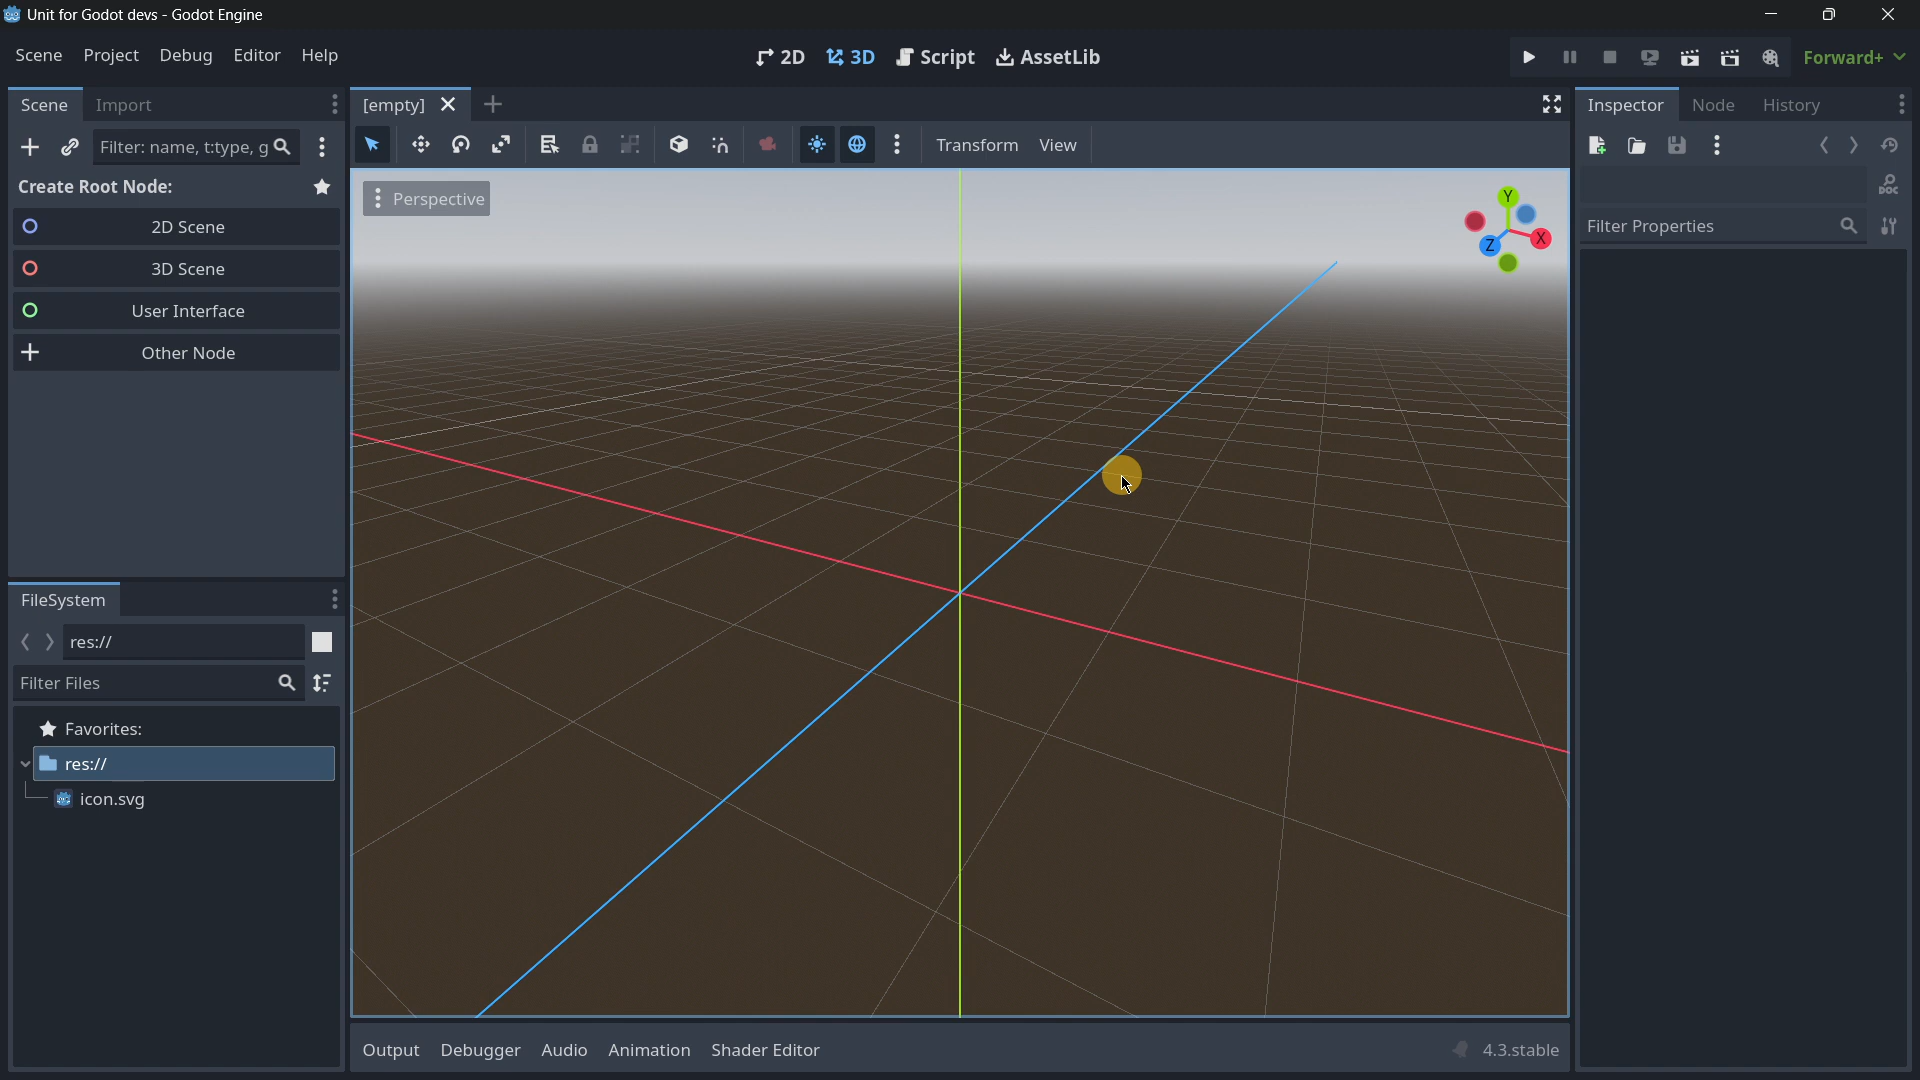 Unit for Godot devs - Godot Engine
Scene Project Debug Editor Help
2D 3D Script AssetLib
Forward+
Scene Import
[empty]
Inspector Node History
Filter: name, t:type, g
Transform View
Create Root Node:
2D Scene
3D Scene
User Interface
Other Node
Perspective
Y
X
Z
DOC
Filter Properties
FileSystem
res://
Filter Files
Favorites:
res://
icon.svg
Output Debugger Audio Animation Shader Editor
4.3.stable